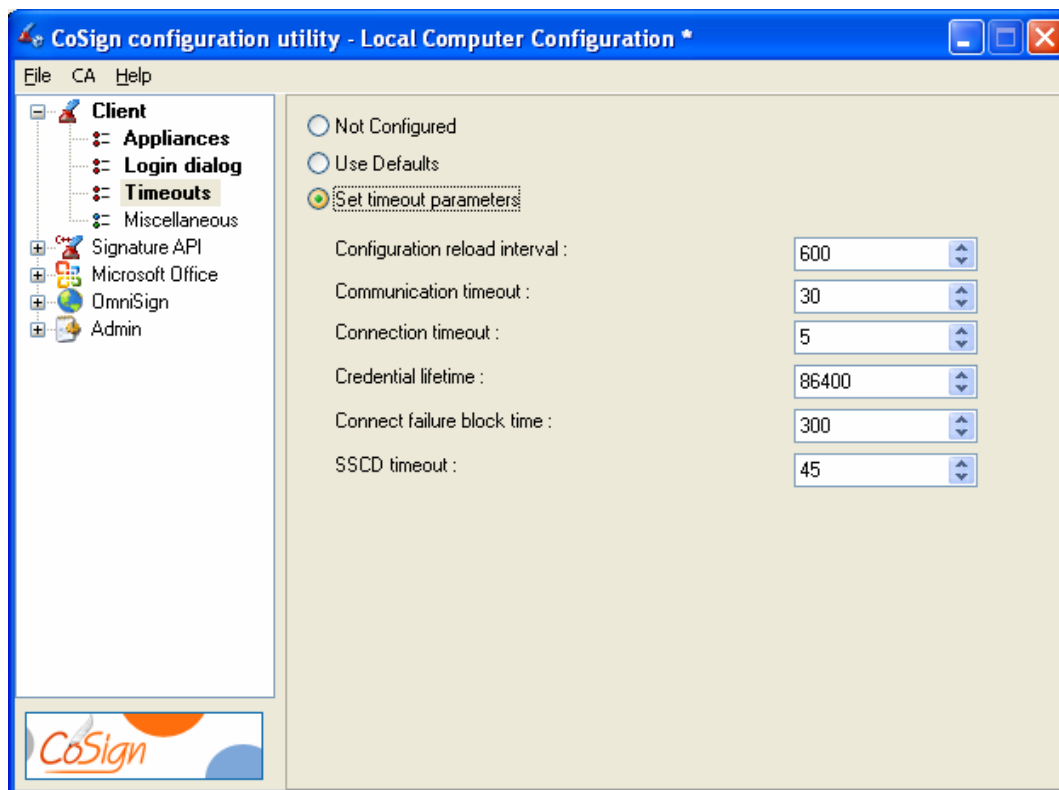 CoSign configuration utility - Local Computer Configuration *
File CA Help
Client
Appliances
Login dialog
Timeouts
Miscellaneous
Signature API
Microsoft Office
OmniSign
Admin
Not Configured
Use Defaults
Set timeout parameters
Configuration reload interval : 600
Communication timeout : 30
Connection timeout : 5
Credential lifetime : 86400
Connect failure block time : 300
SSCD timeout : 45
CoSign